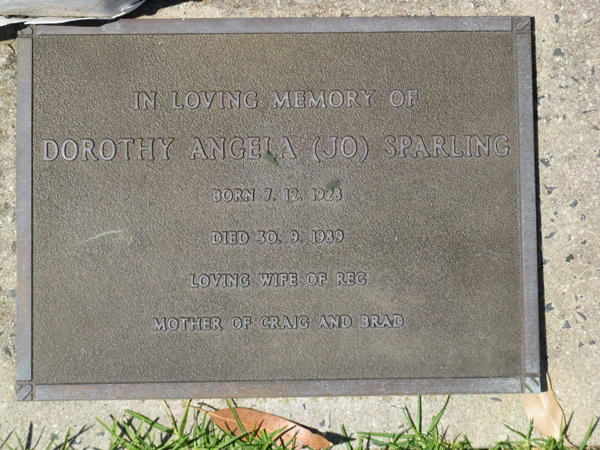 IN LOVING MEMORY OF
DOROTHY ANGELA (JO) SPARLING
BORN 7. 12. 1928
DIED 30. 9. 1989
LOVING WIFE OF REG
MOTHER OF CRAIG AND BRAD